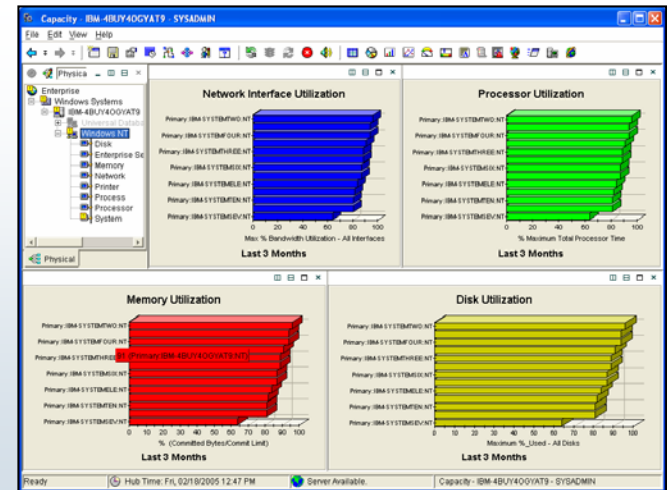 Capacity - IBM-4BUY4OGYAT9 - SYSADMIN
File Edit View Help
Physica
Enterprise
Windows Systems
IBM-4BUY4OGYAT9
Universal Databs
Windows NT
Disk
Enterprise Se
Memory
Network
Printer
Process
Processor
System
Physical
Network Interface Utilization
Primary:IBM-SYSTEMTWO:NT
Primary:IBM-SYSTEMFOUR:NT
Primary:IBM-SYSTEMTHREE:NT
Primary:IBM-SYSTEMSIX:NT
Primary:IBM-SYSTEMELE:NT
Primary:IBM-SYSTEMTEN:NT
Primary:IBM-SYSTEMSEV:NT
0 20 40 60 80 100
Max % Bandwidth Utilization - All Interfaces
Last 3 Months
Processor Utilization
Primary:IBM-SYSTEMTWO:NT
Primary:IBM-SYSTEMFOUR:NT
Primary:IBM-SYSTEMTHREE:NT
Primary:IBM-SYSTEMSIX:NT
Primary:IBM-SYSTEMELE:NT
Primary:IBM-SYSTEMTEN:NT
Primary:IBM-SYSTEMSEV:NT
0 20 40 60 80 100
% Maximum Total Processor Time
Last 3 Months
Memory Utilization
Primary:IBM-SYSTEMTWO:NT
Primary:IBM-SYSTEMFOUR:NT
Primary:IBM-SYSTEMTHREE
(Primary:IBM-4BUY4OGYAT9:NT)
Primary:IBM-SYSTEMSIX:NT
Primary:IBM-SYSTEMELE:NT
Primary:IBM-SYSTEMTEN:NT
Primary:IBM-SYSTEMSEV:NT
0 10 20 30 40 50 60 70 80 90 100
% (Committed Bytes/Commit Limit)
Last 3 Months
Disk Utilization
Primary:IBM-SYSTEMTWO:NT
Primary:IBM-SYSTEMFOUR:NT
Primary:IBM-SYSTEMTHREE:NT
Primary:IBM-SYSTEMSIX:NT
Primary:IBM-SYSTEMELE:NT
Primary:IBM-SYSTEMTEN:NT
Primary:IBM-SYSTEMSEV:NT
0 10 20 30 40 50 60 70 80 90 100
Maximum %_Used - All Disks
Last 3 Months
Ready
Hub Time: Fri, 02/18/2005 12:47 PM
Server Available.
Capacity - IBM-4BUY4OGYAT9 - SYSADMIN